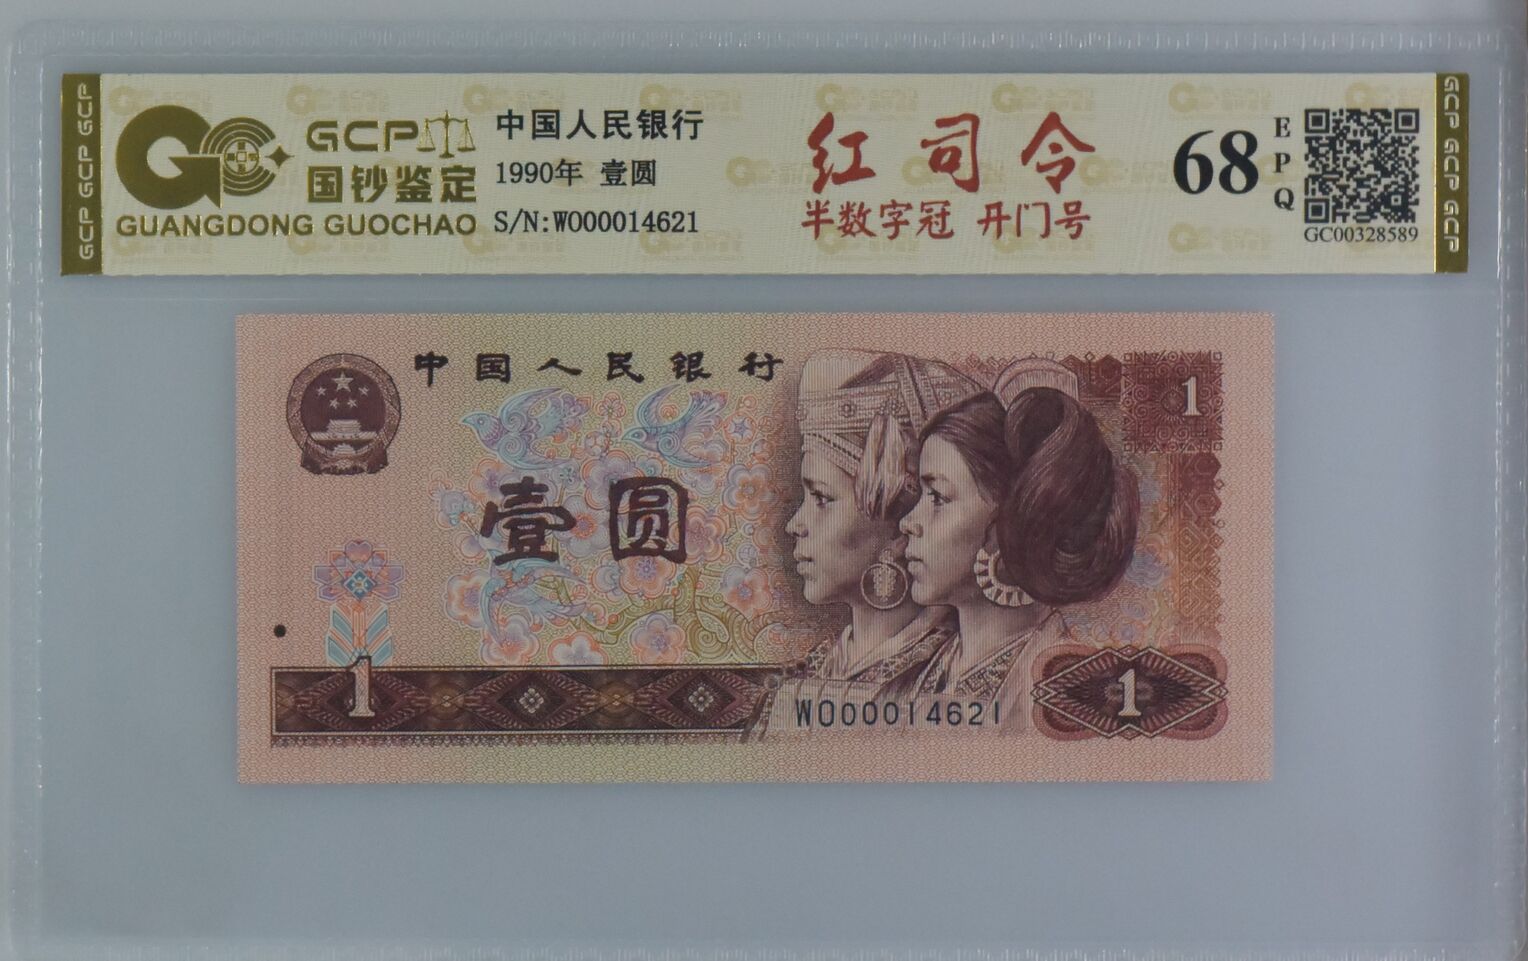 GCP GCP GCP
GCP
国钞鉴定
GUANGDONG GUOCHAO
中国人民银行
1990年 壹圆
S/N:WO00014621
红司令
半数字冠 开门号
68
EPQ
GC00328589
GCP GCP GCP
中国人民银行
1
壹圆
1
WO00014621
1